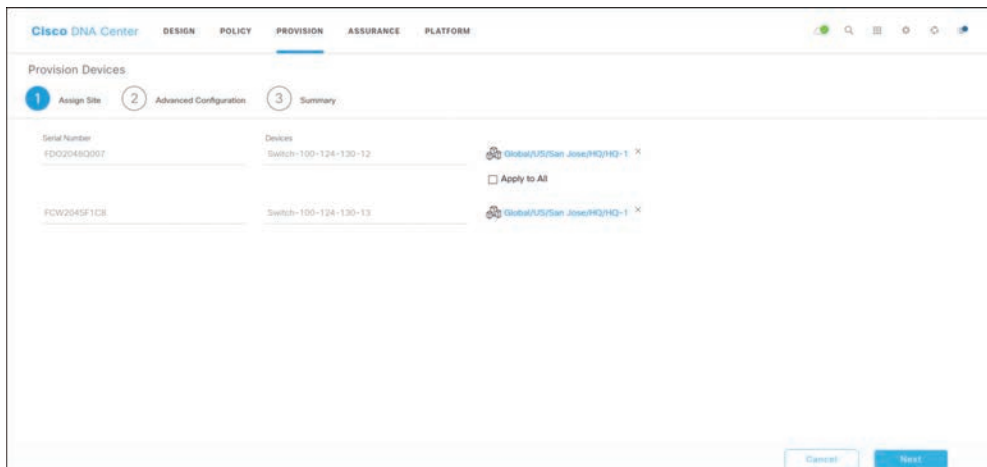 Cisco DNA Center DESIGN POLICY PROVISION ASSURANCE PLATFORM
Provision Devices
1 Assign Site 2 Advanced Configuration 3 Summary
Serial Number Devices
FDO2048Q007 Switch-100-124-130-12 Global/US/San Jose/HQ/HQ-1 ×
Apply to All
FCW2045F1C8 Switch-100-124-130-13 Global/US/San Jose/HQ/HQ-1 ×
Cancel Next